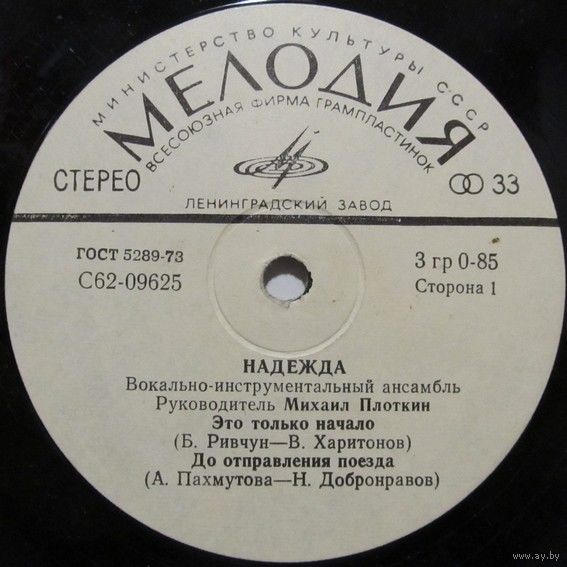 МИНИСТЕРСТВО КУЛЬТУРЫ СССР
МЕЛОДИЯ
ВСЕСОЮЗНАЯ ФИРМА ГРАМПЛАСТИНОК
СТЕРЕО
33
ЛЕНИНГРАДСКИЙ ЗАВОД
ГОСТ 5289-73
3 гр 0-85
С62-09625
Сторона 1
НАДЕЖДА
Вокально-инструментальный ансамбль
Руководитель Михаил Плоткин
Это только начало
(Б. Ривчун—В. Харитонов)
До отправления поезда
(А. Пахмутова—Н. Добронравов)
www.ay.by